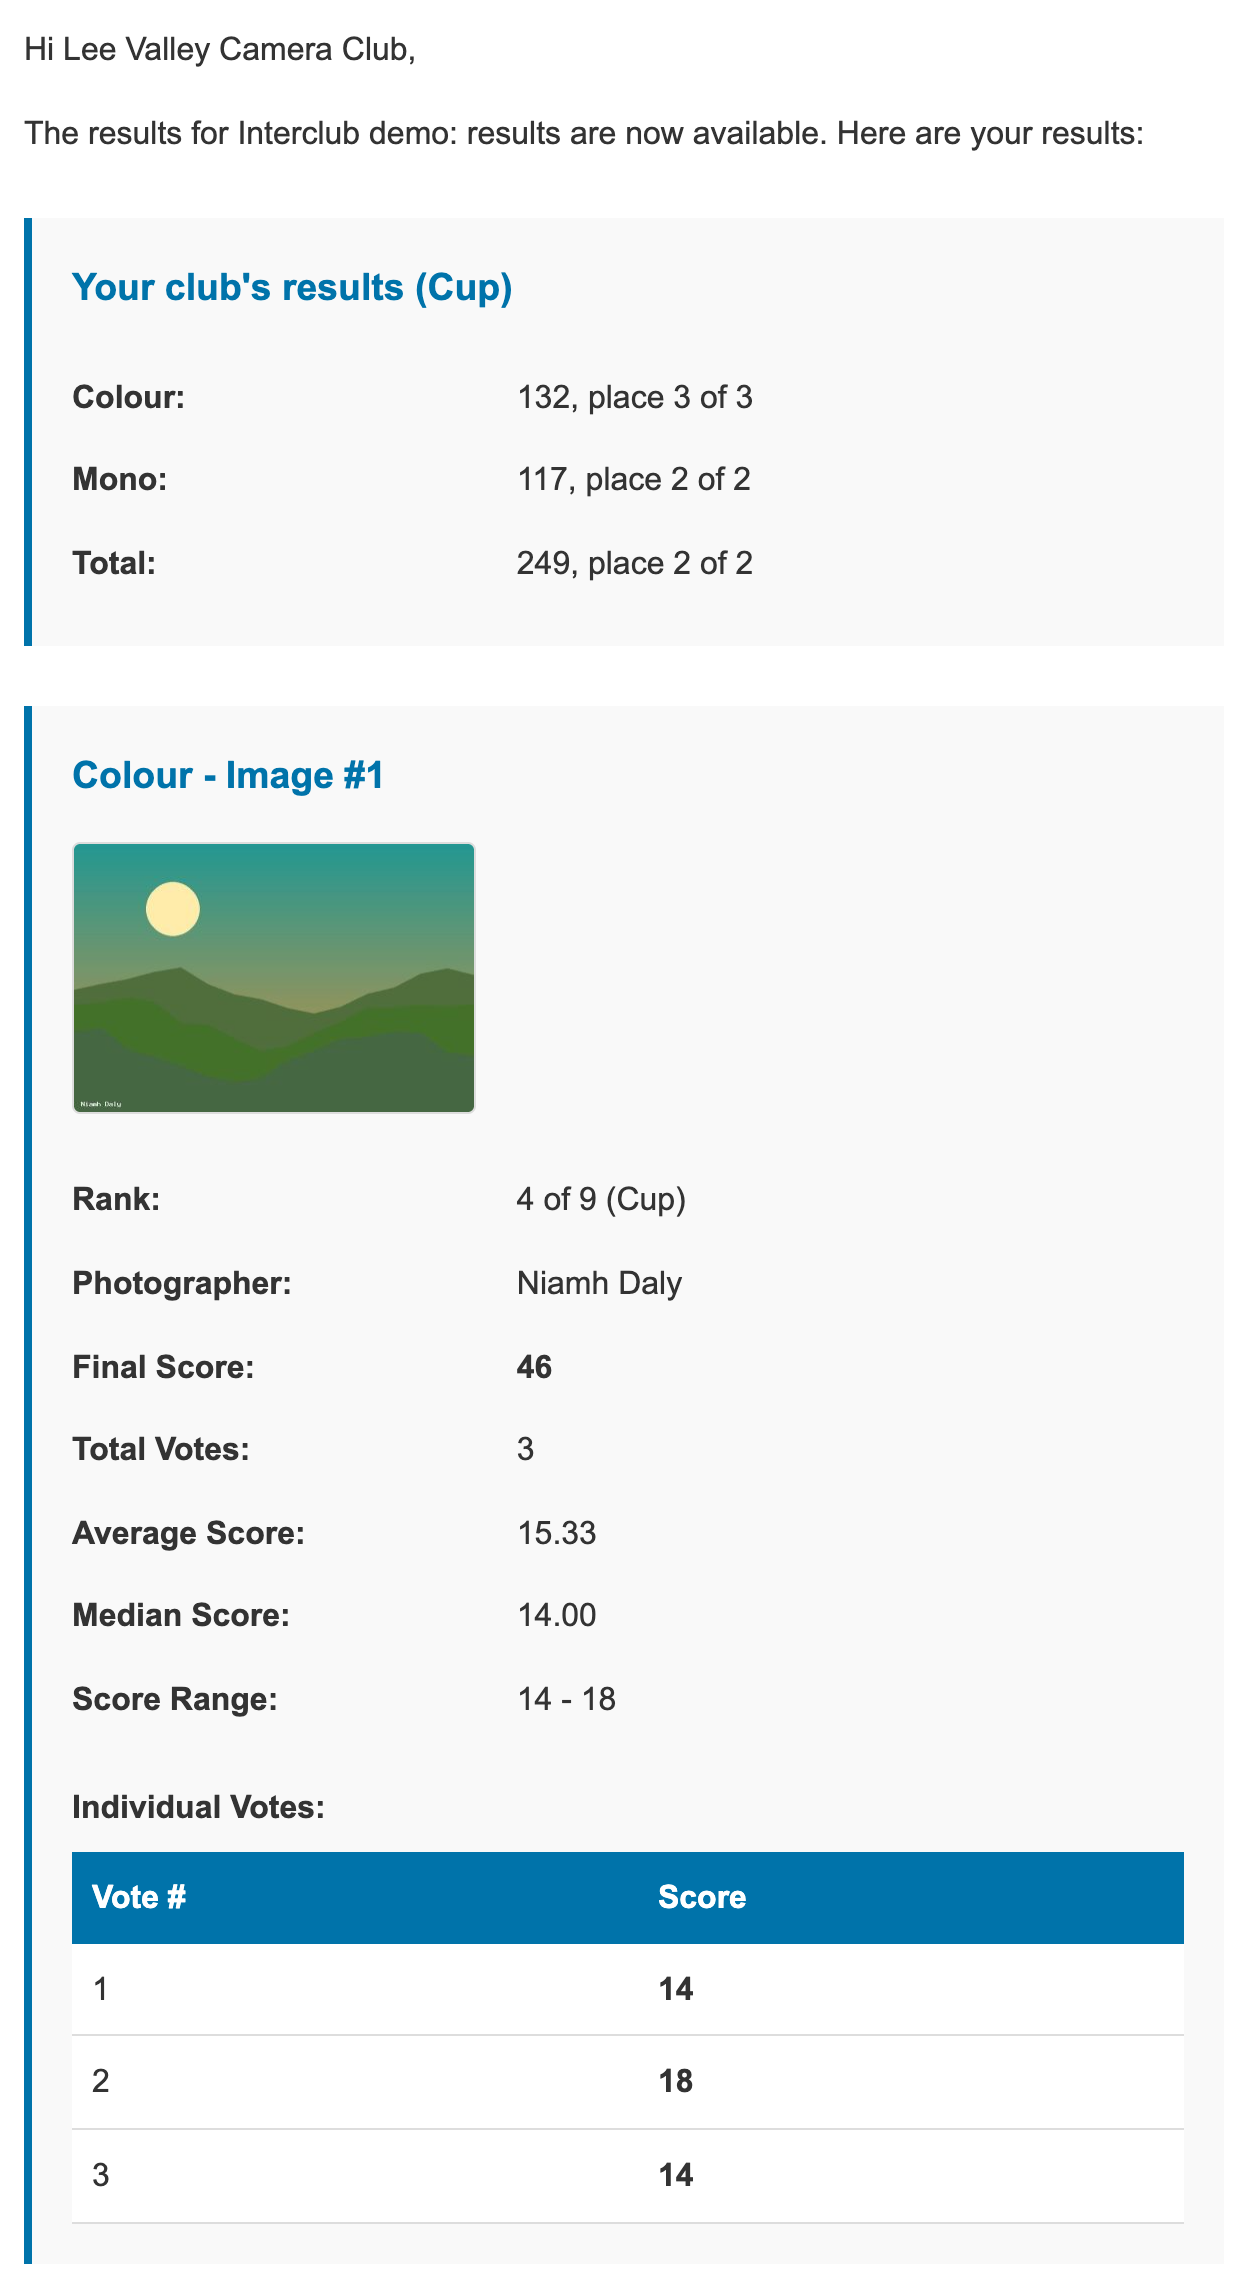 Hi Lee Valley Camera Club,
The results for Interclub demo: results are now available. Here are your results:
Your club's results (Cup)
Colour: 132, place 3 of 3
Mono: 117, place 2 of 2
Total: 249, place 2 of 2
Colour - Image #1
Niamh Daly
Rank: 4 of 9 (Cup)
Photographer: Niamh Daly
Final Score: 46
Total Votes: 3
Average Score: 15.33
Median Score: 14.00
Score Range: 14 - 18
Individual Votes:
Vote # Score
1 14
2 18
3 14